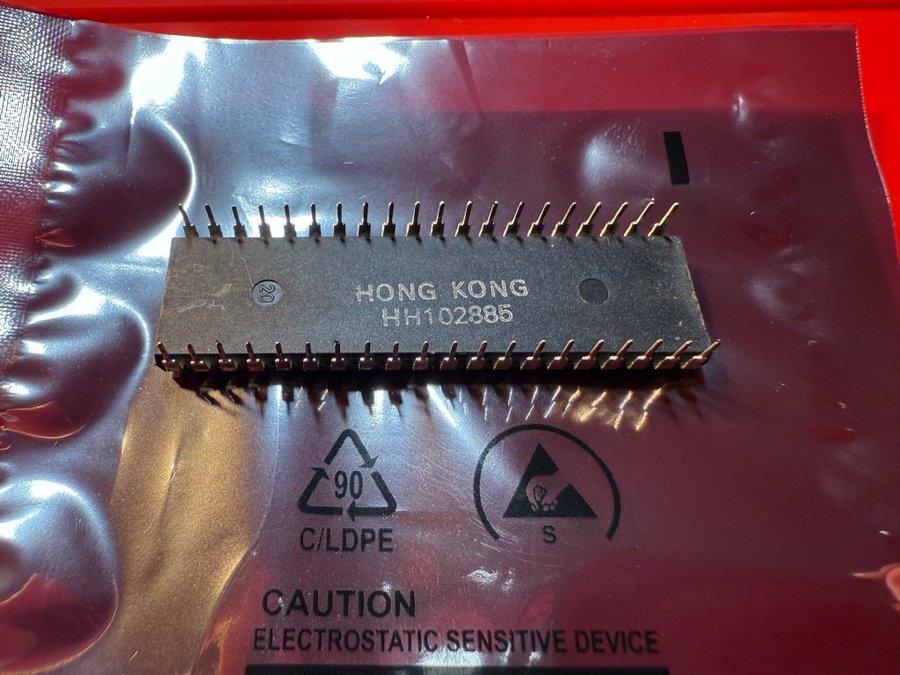 20
HONG KONG
HH102885
90
C/LDPE
S
CAUTION
ELECTROSTATIC SENSITIVE DEVICE